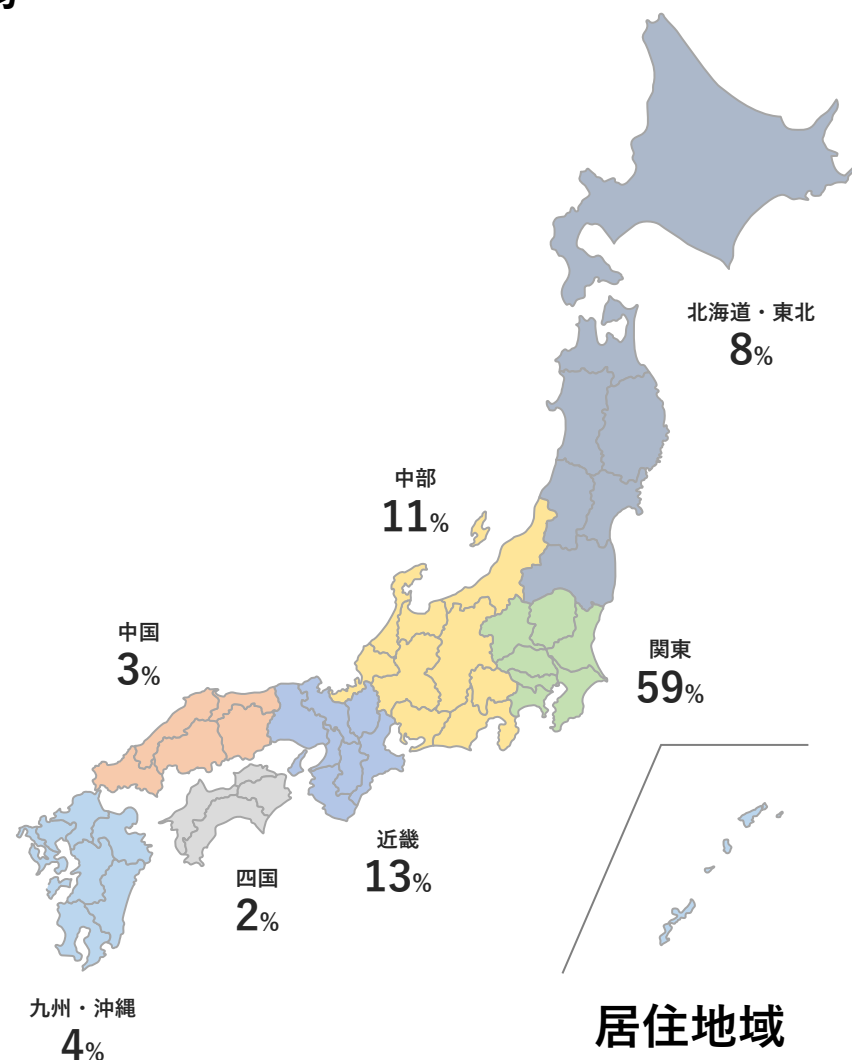 北海道・東北
8%
中部
11%
中国
3%
関東
59%
近畿
13%
四国
2%
九州・沖縄
4%
居住地域